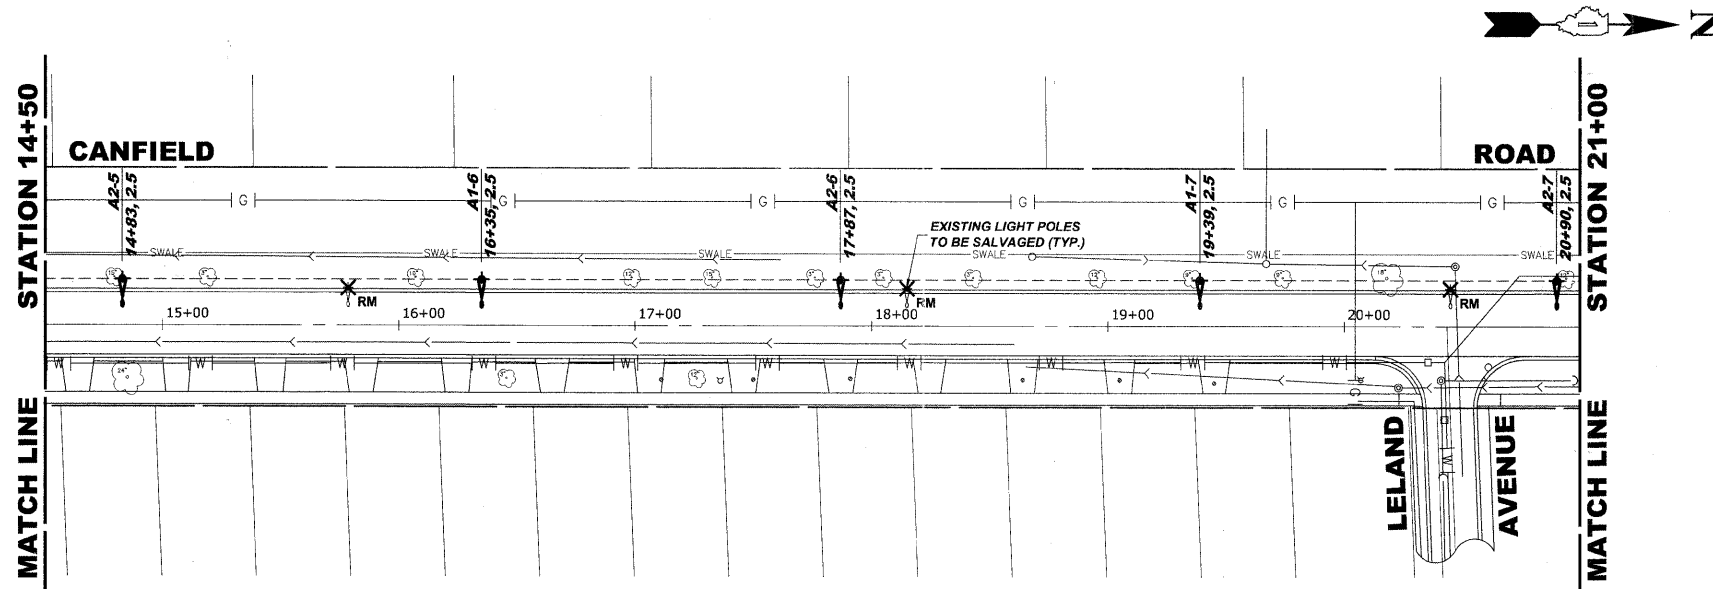 N
STATION 14+50
CANFIELD
ROAD
STATION 21+00
A2-5
14+83, 2.5
A1-6
16+35, 2.5
A2-6
17+87, 2.5
A1-7
19+39, 2.5
A2-7
20+90, 2.5
G
G
G
G
G
G
EXISTING LIGHT POLES
TO BE SALVAGED (TYP.)
SWALE
SWALE
SWALE
SWALE
SWALE
SWALE
18"
RM
RM
RM
15+00
16+00
17+00
18+00
19+00
20+00
W
W
W
W
W
W
W
W
W
W
24"
G
W
MATCH LINE
LELAND
AVENUE
MATCH LINE